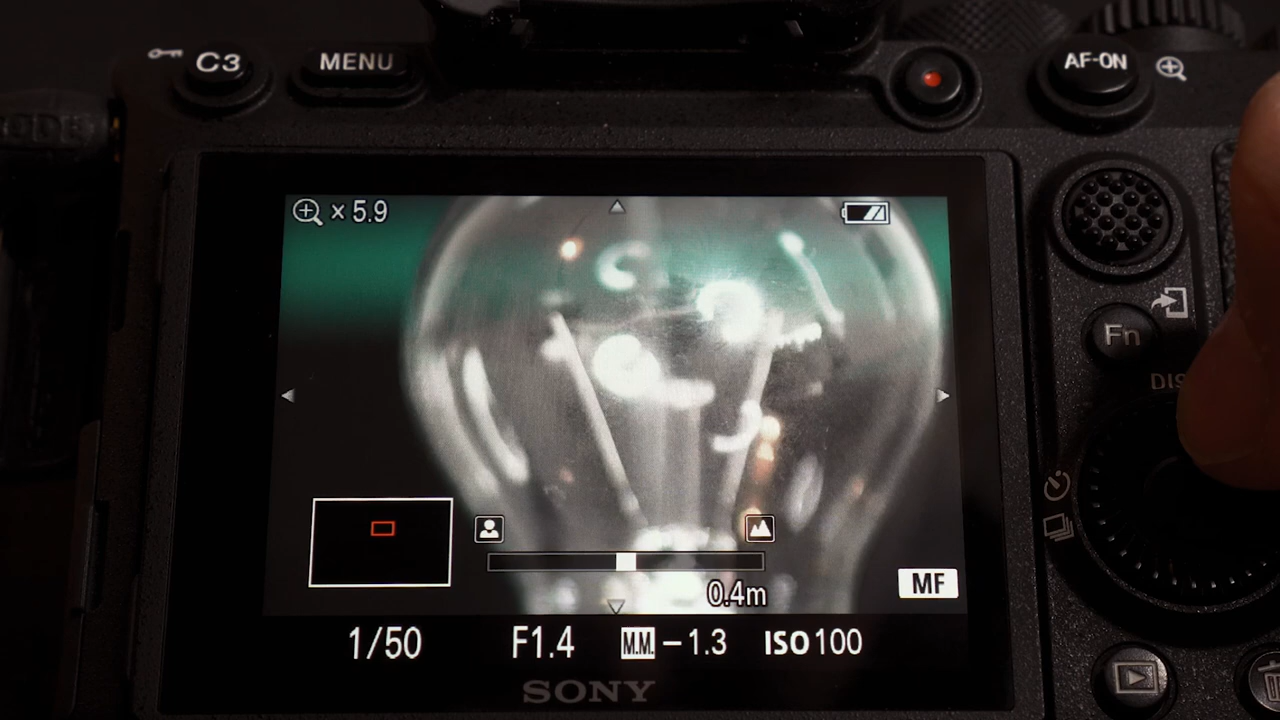 C3
MENU
AF-ON
× 5.9
Fn
0.4m
MF
1/50 F1.4 M.M. −1.3 ISO 100
SONY